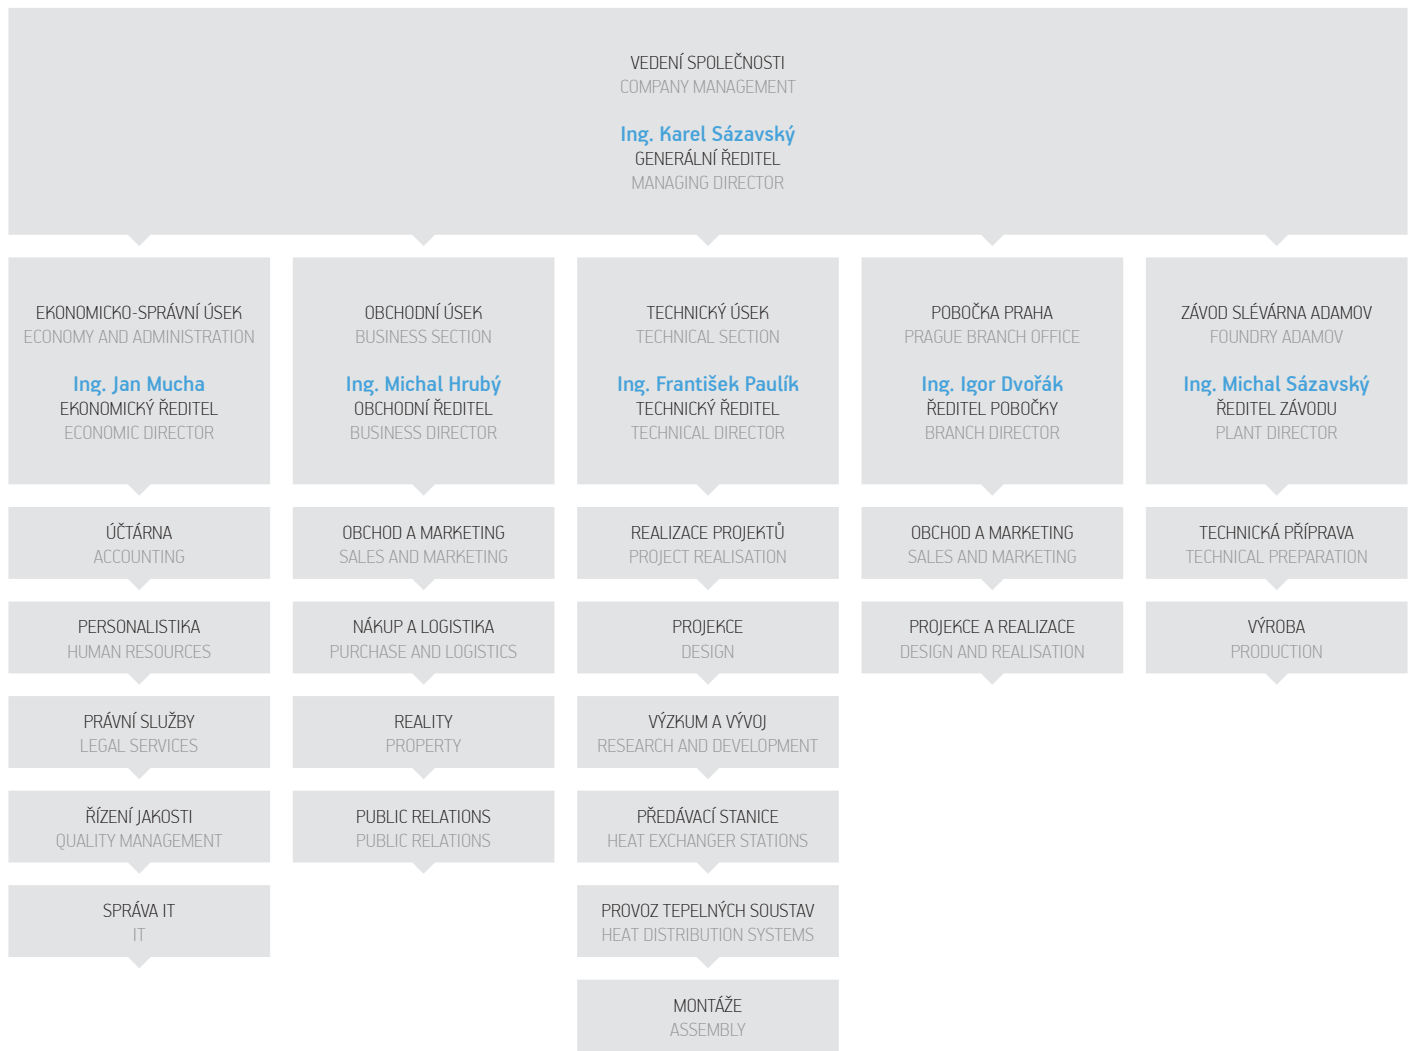 VEDENÍ SPOLEČNOSTI
COMPANY MANAGEMENT
Ing. Karel Sázavský
GENERÁLNÍ ŘEDITEL
MANAGING DIRECTOR
EKONOMICKO-SPRÁVNÍ ÚSEK
ECONOMY AND ADMINISTRATION
Ing. Jan Mucha
EKONOMICKÝ ŘEDITEL
ECONOMIC DIRECTOR
ÚČTÁRNA
ACCOUNTING
PERSONALISTIKA
HUMAN RESOURCES
PRÁVNÍ SLUŽBY
LEGAL SERVICES
ŘÍZENÍ JAKOSTI
QUALITY MANAGEMENT
SPRÁVA IT
IT
OBCHODNÍ ÚSEK
BUSINESS SECTION
Ing. Michal Hrubý
OBCHODNÍ ŘEDITEL
BUSINESS DIRECTOR
OBCHOD A MARKETING
SALES AND MARKETING
NÁKUP A LOGISTIKA
PURCHASE AND LOGISTICS
REALITY
PROPERTY
PUBLIC RELATIONS
PUBLIC RELATIONS
TECHNICKÝ ÚSEK
TECHNICAL SECTION
Ing. František Paulík
TECHNICKÝ ŘEDITEL
TECHNICAL DIRECTOR
REALIZACE PROJEKTŮ
PROJECT REALISATION
PROJEKCE
DESIGN
VÝZKUM A VÝVOJ
RESEARCH AND DEVELOPMENT
PŘEDÁVACÍ STANICE
HEAT EXCHANGER STATIONS
PROVOZ TEPELNÝCH SOUSTAV
HEAT DISTRIBUTION SYSTEMS
MONTÁŽE
ASSEMBLY
POBOČKA PRAHA
PRAGUE BRANCH OFFICE
Ing. Igor Dvořák
ŘEDITEL POBOČKY
BRANCH DIRECTOR
OBCHOD A MARKETING
SALES AND MARKETING
PROJEKCE A REALIZACE
DESIGN AND REALISATION
ZÁVOD SLÉVÁRNA ADAMOV
FOUNDRY ADAMOV
Ing. Michal Sázavský
ŘEDITEL ZÁVODU
PLANT DIRECTOR
TECHNICKÁ PŘÍPRAVA
TECHNICAL PREPARATION
VÝROBA
PRODUCTION